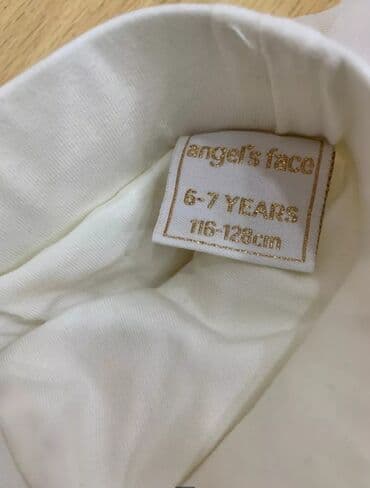 angel's face
6-7 YEARS
116-128cm